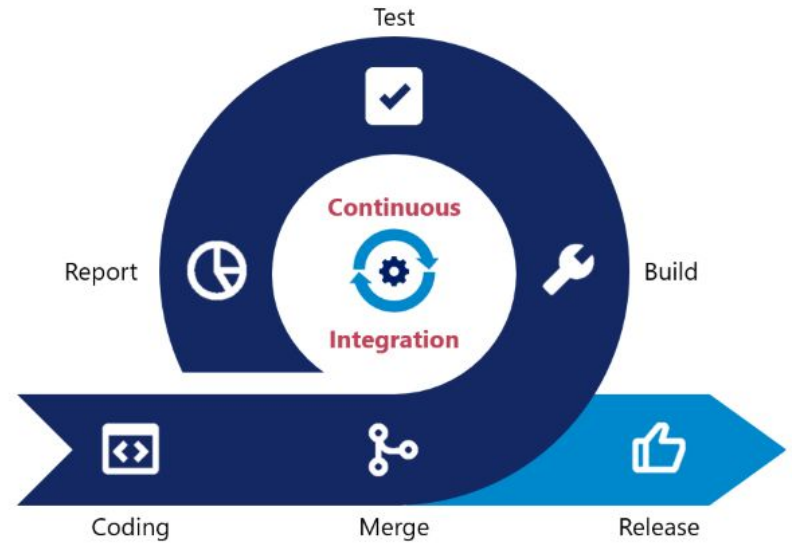 Test
Continuous
Report
Build
Integration
Coding
Merge
Release